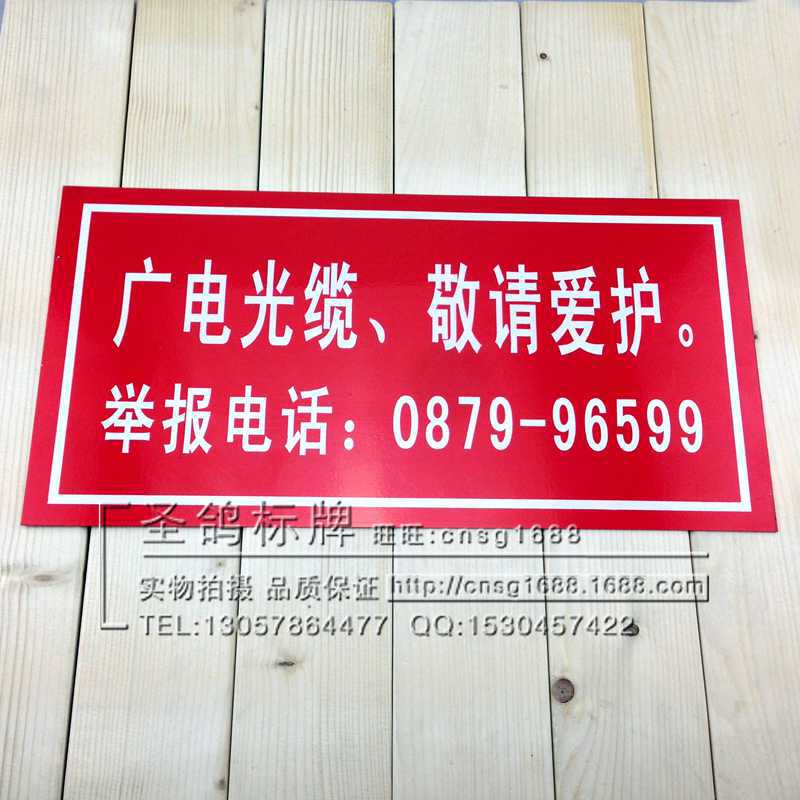 广电光缆、敬请爱护。
举报电话：0879-96599
圣鸽标牌 旺旺:cnsg1688
实物拍摄 品质保证 http://cnsg1688.1688.com
TEL:13057864477 QQ:1530457422